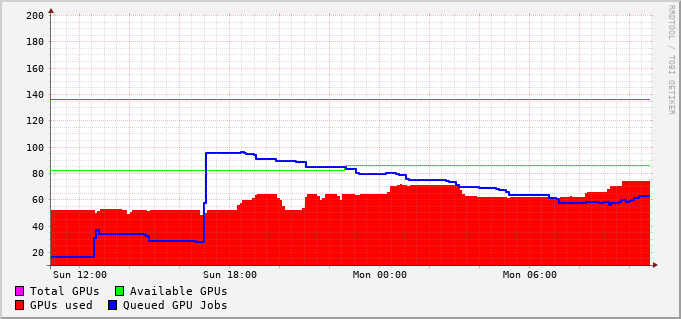 200
180
160
140
120
100
80
60
40
20
Sun 12:00 Sun 18:00 Mon 00:00 Mon 06:00
Total GPUs Available GPUs
GPUs used Queued GPU Jobs
RRDTOOL / TOBI OETIKER